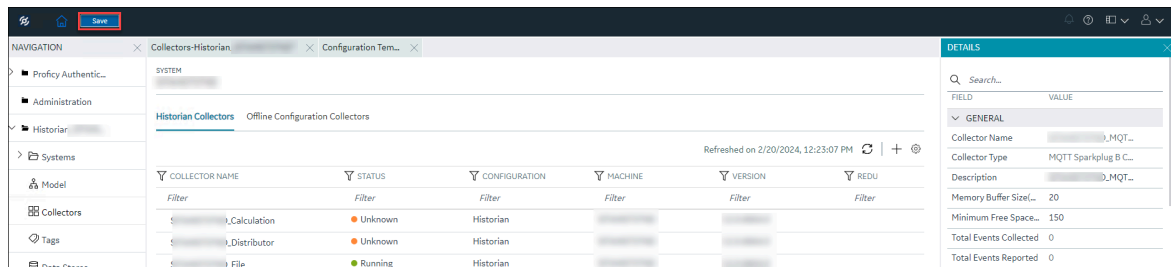 Save
NAVIGATION
Proficy Authentic...
Administration
Historian
Systems
Model
Collectors
Tags
Collectors-Historian
Configuration Tem...
SYSTEM
Historian Collectors Offline Configuration Collectors
Refreshed on 2/20/2024, 12:23:07 PM
COLLECTOR NAME STATUS CONFIGURATION MACHINE VERSION REDU
Filter Filter Filter Filter Filter Filter
_Calculation Unknown Historian
_Distributor Unknown Historian
_File Running Historian
DETAILS
Search...
FIELD VALUE
GENERAL
Collector Name _MQT...
Collector Type MQTT Sparkplug B C...
Description _MQT...
Memory Buffer Size(... 20
Minimum Free Space... 150
Total Events Collected 0
Total Events Reported 0